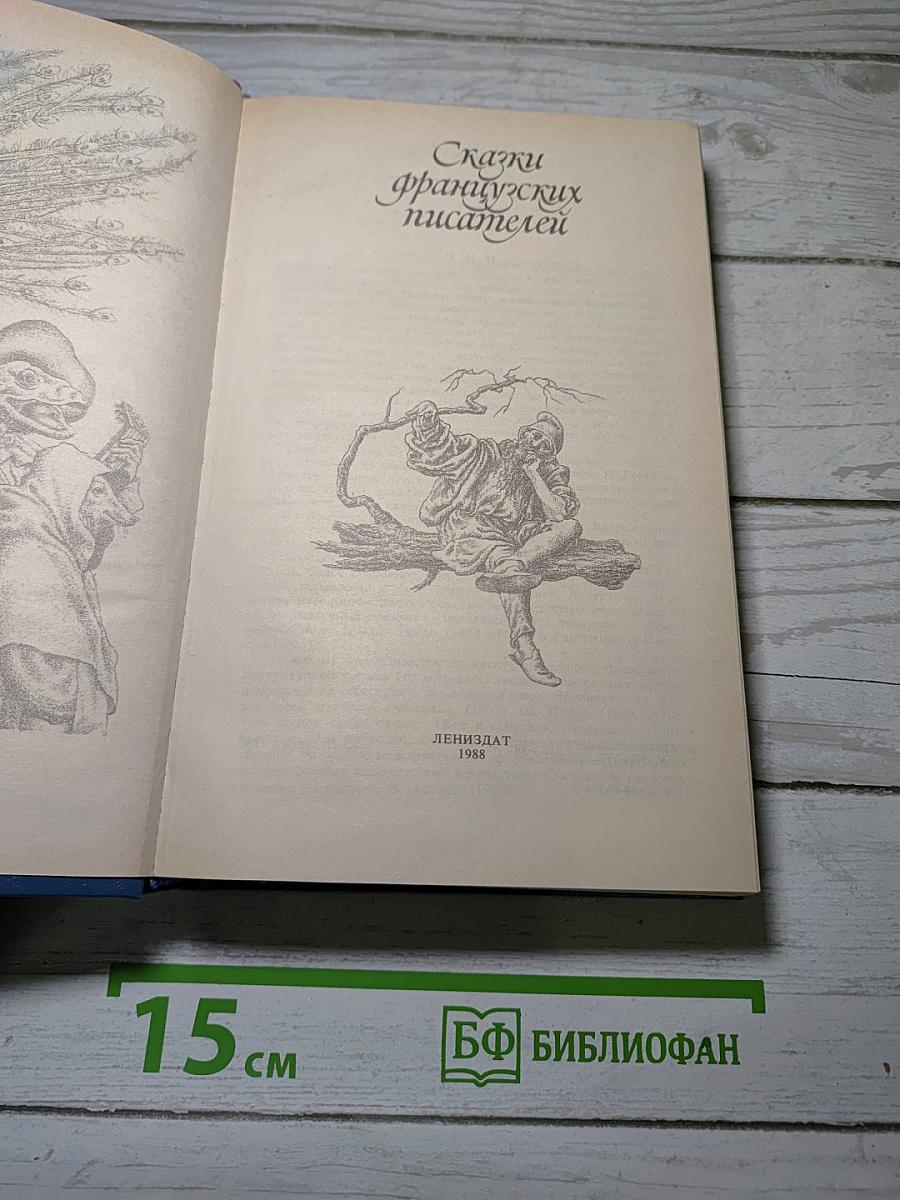 Сказки
французских
писателей
ЛЕНИЗДАТ
1988
15 см
БФ БИБЛИОФАН